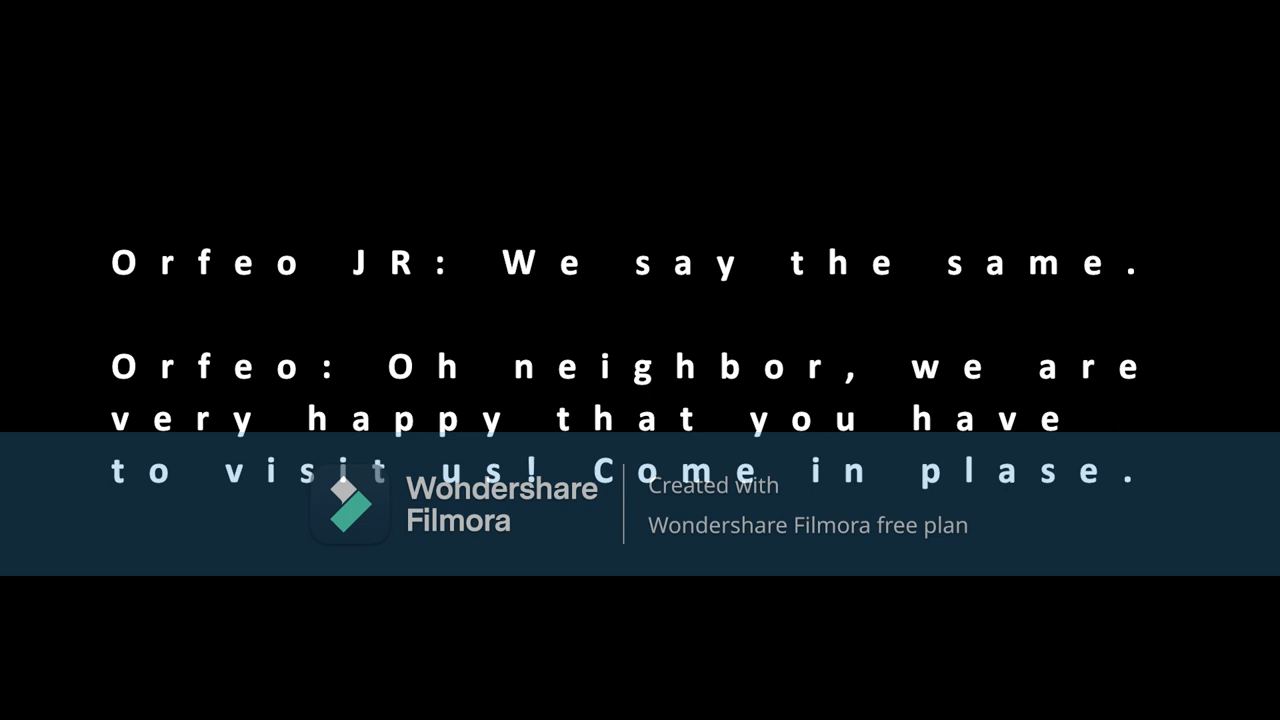 Orfeo JR: We say the same.
Orfeo: Oh neighbor, we are
very happy that you have
to visit us! Come in plase.
Wondershare
Filmora
Created with
Wondershare Filmora free plan